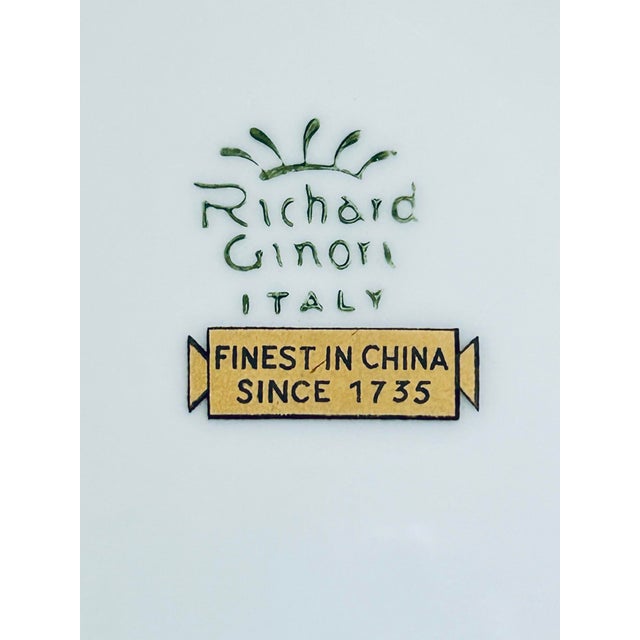 Richard
Ginori
ITALY
FINEST IN CHINA
SINCE 1735